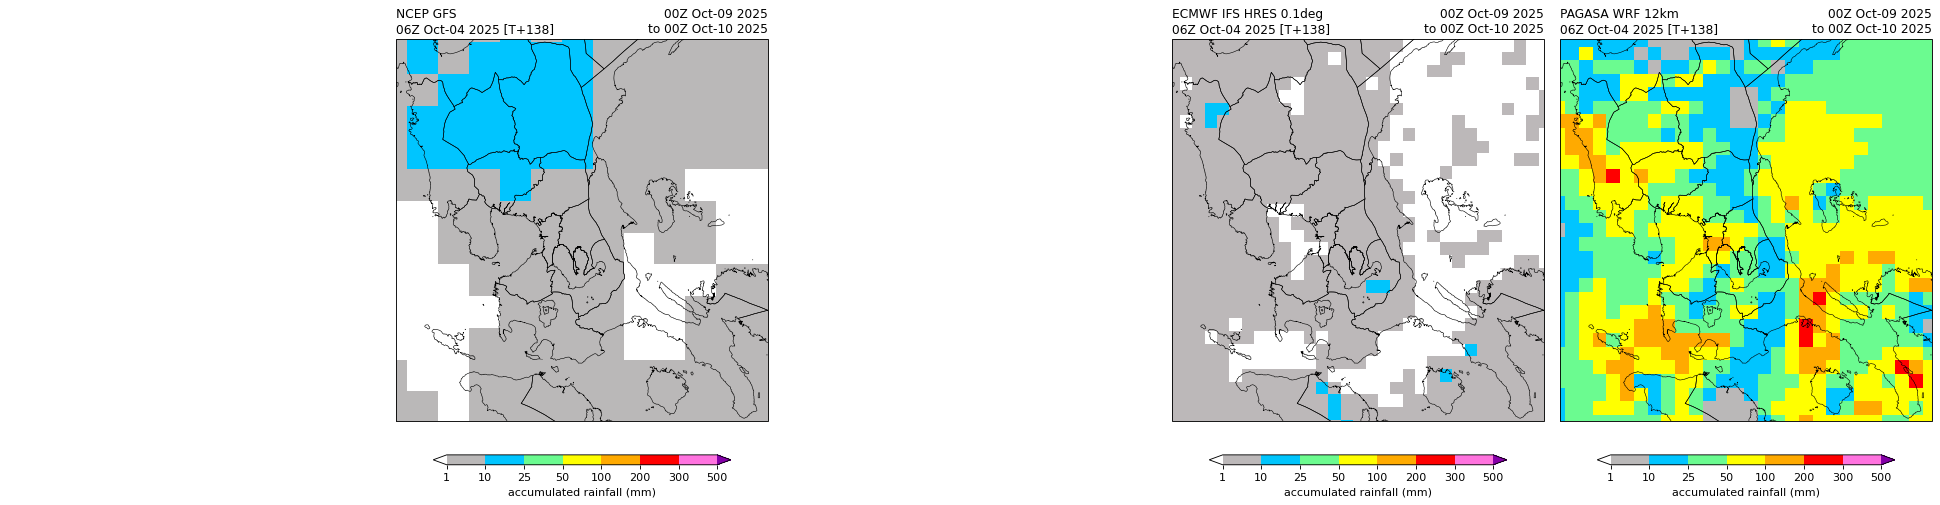 NCEP GFS 00Z Oct-09 2025
06Z Oct-04 2025 [T+138] to 00Z Oct-10 2025
1 10 25 50 100 200 300 500
accumulated rainfall (mm)
ECMWF IFS HRES 0.1deg 00Z Oct-09 2025
06Z Oct-04 2025 [T+138] to 00Z Oct-10 2025
1 10 25 50 100 200 300 500
accumulated rainfall (mm)
PAGASA WRF 12km 00Z Oct-09 2025
06Z Oct-04 2025 [T+138] to 00Z Oct-10 2025
1 10 25 50 100 200 300 500
accumulated rainfall (mm)